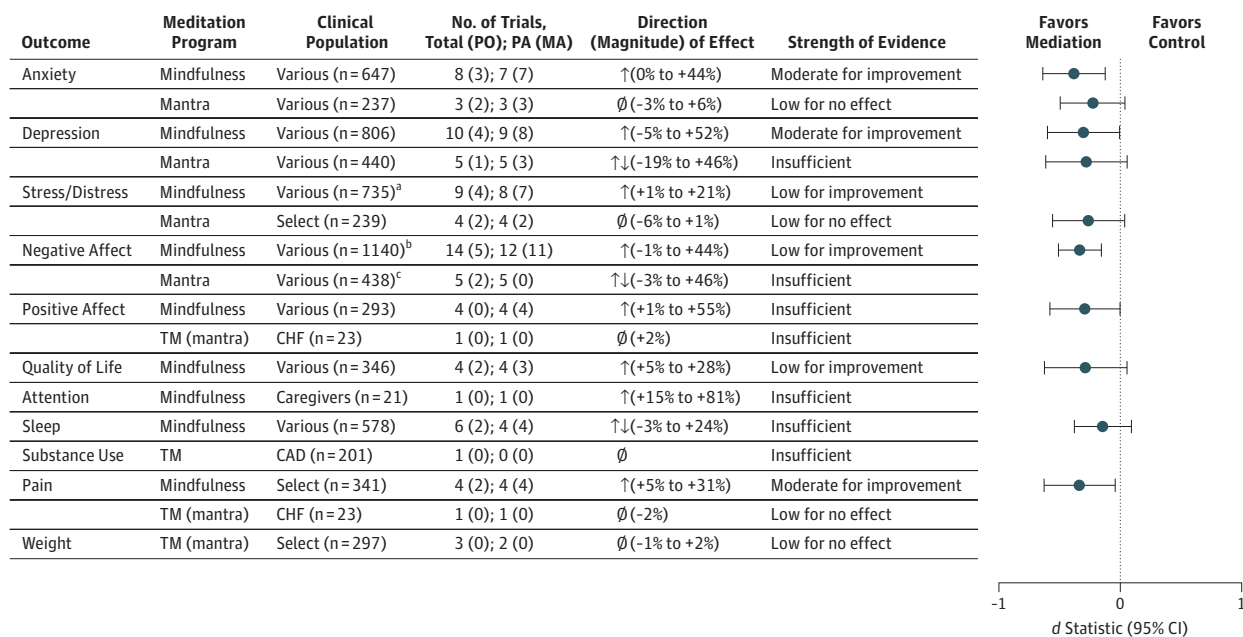 Outcome Meditation Program Clinical Population No. of Trials, Total (PO); PA (MA) Direction (Magnitude) of Effect Strength of Evidence Favors Mediation Favors Control
Anxiety Mindfulness Various (n=647) 8 (3); 7 (7) ↑(0% to +44%) Moderate for improvement
Mantra Various (n=237) 3 (2); 3 (3) Ø(-3% to +6%) Low for no effect
Depression Mindfulness Various (n=806) 10 (4); 9 (8) ↑(-5% to +52%) Moderate for improvement
Mantra Various (n=440) 5 (1); 5 (3) ↑↓(-19% to +46%) Insufficient
Stress/Distress Mindfulness Various (n=735)ᵃ 9 (4); 8 (7) ↑(+1% to +21%) Low for improvement
Mantra Select (n=239) 4 (2); 4 (2) Ø(-6% to +1%) Low for no effect
Negative Affect Mindfulness Various (n=1140)ᵇ 14 (5); 12 (11) ↑(-1% to +44%) Low for improvement
Mantra Various (n=438)ᶜ 5 (2); 5 (0) ↑↓(-3% to +46%) Insufficient
Positive Affect Mindfulness Various (n=293) 4 (0); 4 (4) ↑(+1% to +55%) Insufficient
TM (mantra) CHF (n=23) 1 (0); 1 (0) Ø(+2%) Insufficient
Quality of Life Mindfulness Various (n=346) 4 (2); 4 (3) ↑(+5% to +28%) Low for improvement
Attention Mindfulness Caregivers (n=21) 1 (0); 1 (0) ↑(+15% to +81%) Insufficient
Sleep Mindfulness Various (n=578) 6 (2); 4 (4) ↑↓(-3% to +24%) Insufficient
Substance Use TM CAD (n=201) 1 (0); 0 (0) Ø Insufficient
Pain Mindfulness Select (n=341) 4 (2); 4 (4) ↑(+5% to +31%) Moderate for improvement
TM (mantra) CHF (n=23) 1 (0); 1 (0) Ø(-2%) Low for no effect
Weight TM (mantra) Select (n=297) 3 (0); 2 (0) Ø(-1% to +2%) Low for no effect
-1 0 1
d Statistic (95% CI)